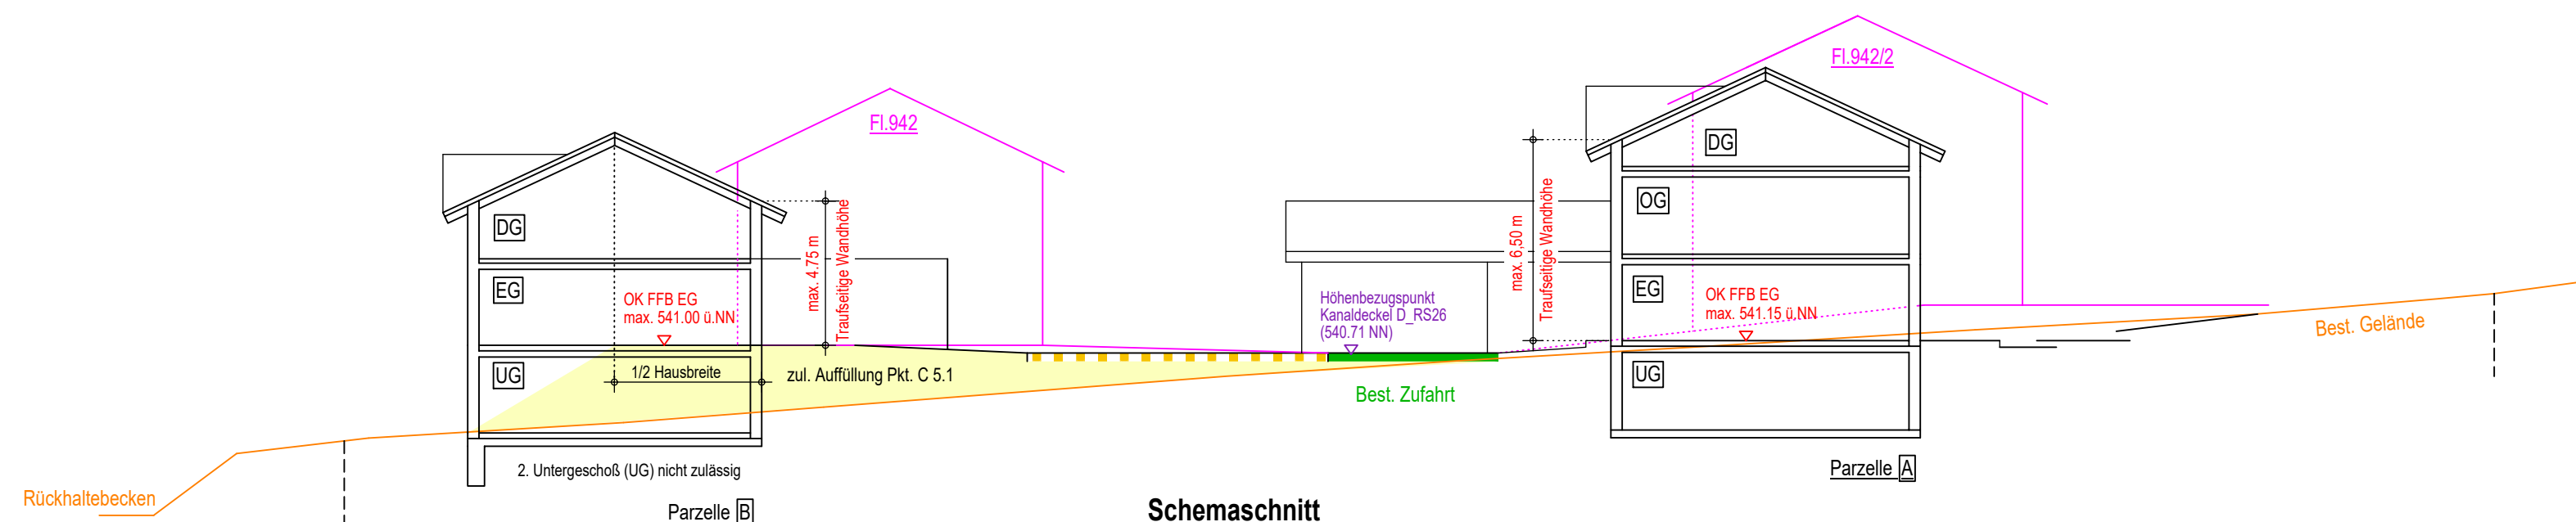 Fl.942/2
Fl.942
DG
DG
OG
DG
EG
EG
UG
UG
max. 4.75 m
Traufseitige Wandhöhe
max. 6,50 m
Traufseitige Wandhöhe
OK FFB EG
max. 541.00 ü.NN
Höhenbezugspunkt
Kanaldeckel D_RS26
(540.71 NN)
OK FFB EG
max. 541.15 ü.NN
Best. Gelände
1/2 Hausbreite
zul. Auffüllung Pkt. C 5.1
Best. Zufahrt
2. Untergeschoß (UG) nicht zulässig
Parzelle A
Rückhaltebecken
Parzelle B
Schemaschnitt